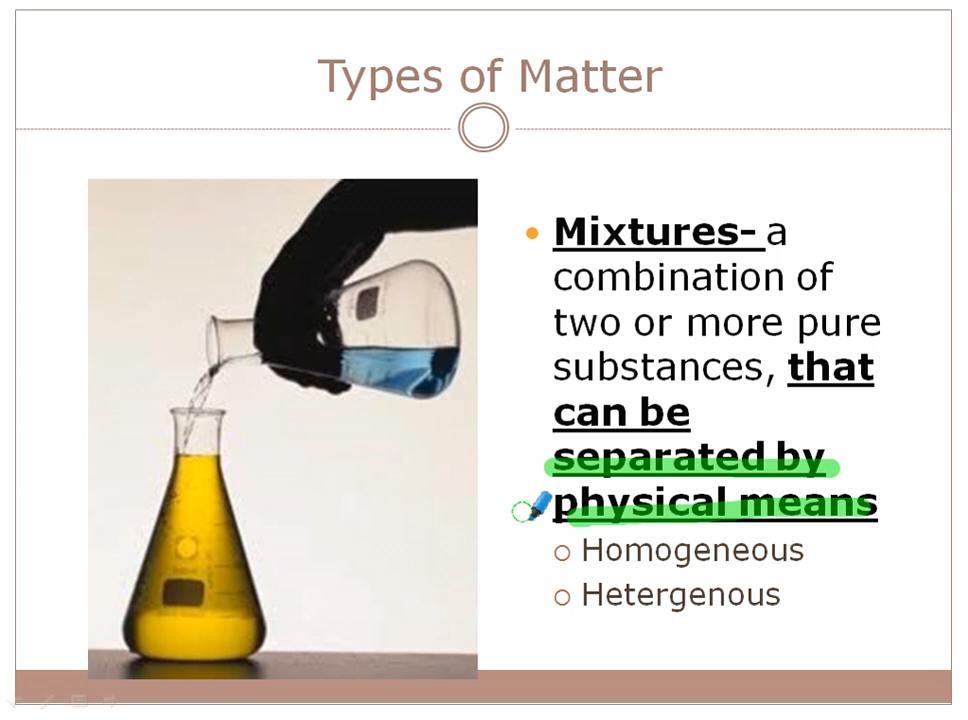 Types of Matter
Mixtures- a
combination of
two or more pure
substances, that
can be
separated by
physical means
Homogeneous
Hetergenous